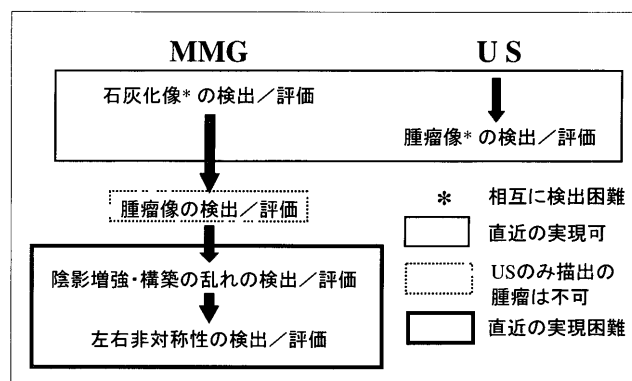 MMG
US
石灰化像*の検出/評価
腫瘤像*の検出/評価
腫瘤像の検出/評価
陰影増強・構築の乱れの検出/評価
左右非対称性の検出/評価
* 相互に検出困難
直近の実現可
USのみ描出の
腫瘤は不可
直近の実現困難